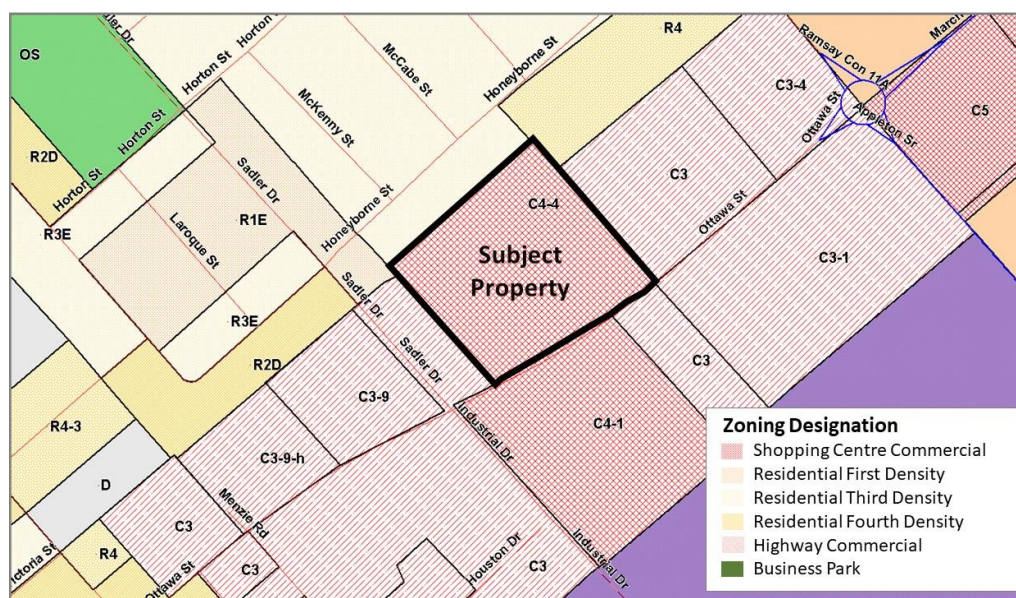 OS
Horton St
Horton St
R4
McCabe St
Honeyborne St
Ramsay Con 11A
March
C3-4
C5
Ottawa St
Appleton Sr
McKenny St
Horton St
R2D
Horton St
Sadler Dr
C3
R1E
C4-4
Ottawa St
R3E
Laroque St
Honeyborne St
Subject
Property
C3-1
Sadler Dr
R3E
Sadler Dr
R2D
C3
C3-9
R4-3
Industrial Dr
C4-1
C3-9-h
D
Menzie Rd
C3
R4
Ottawa St
C3
Houston Dr
C3
Industrial Dr
Zoning Designation
Shopping Centre Commercial
Residential First Density
Residential Third Density
Residential Fourth Density
Highway Commercial
Business Park